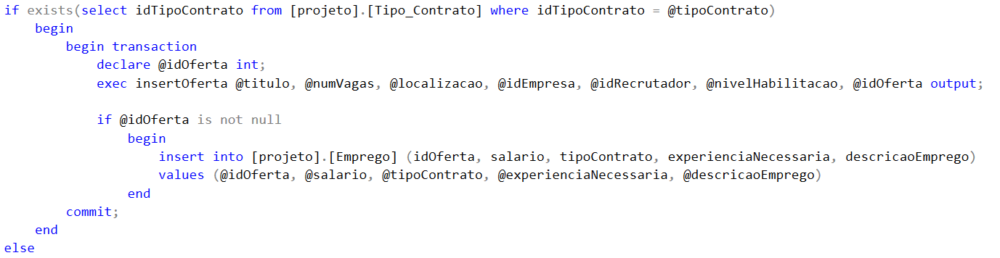 if exists(select idTipoContrato from [projeto].[Tipo_Contrato] where idTipoContrato = @tipoContrato)
begin
begin transaction
declare @idOferta int;
exec insertOferta @titulo, @numVagas, @localizacao, @idEmpresa, @idRecrutador, @nivelHabilitacao, @idOferta output;
if @idOferta is not null
begin
insert into [projeto].[Emprego] (idOferta, salario, tipoContrato, experienciaNecessaria, descricaoEmprego)
values (@idOferta, @salario, @tipoContrato, @experienciaNecessaria, @descricaoEmprego)
end
commit;
end
else